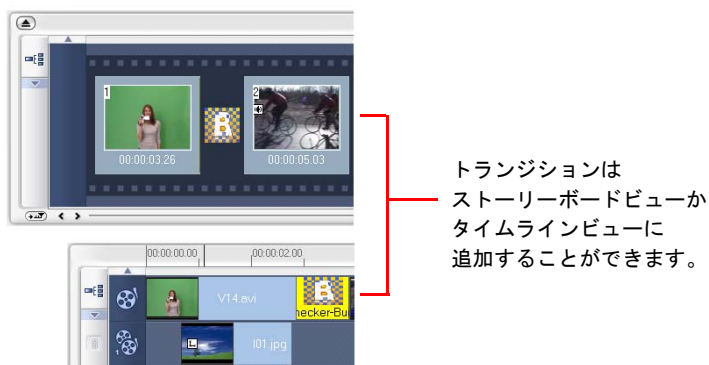 1
2
00:00:03.26
00:00:05.03
トランジションは
ストーリーボードビューか
タイムラインビューに
追加することができます。
00:00:00.00 00:00:02.00
V14.avi
hecker-Bu
L
I01.jpg
1